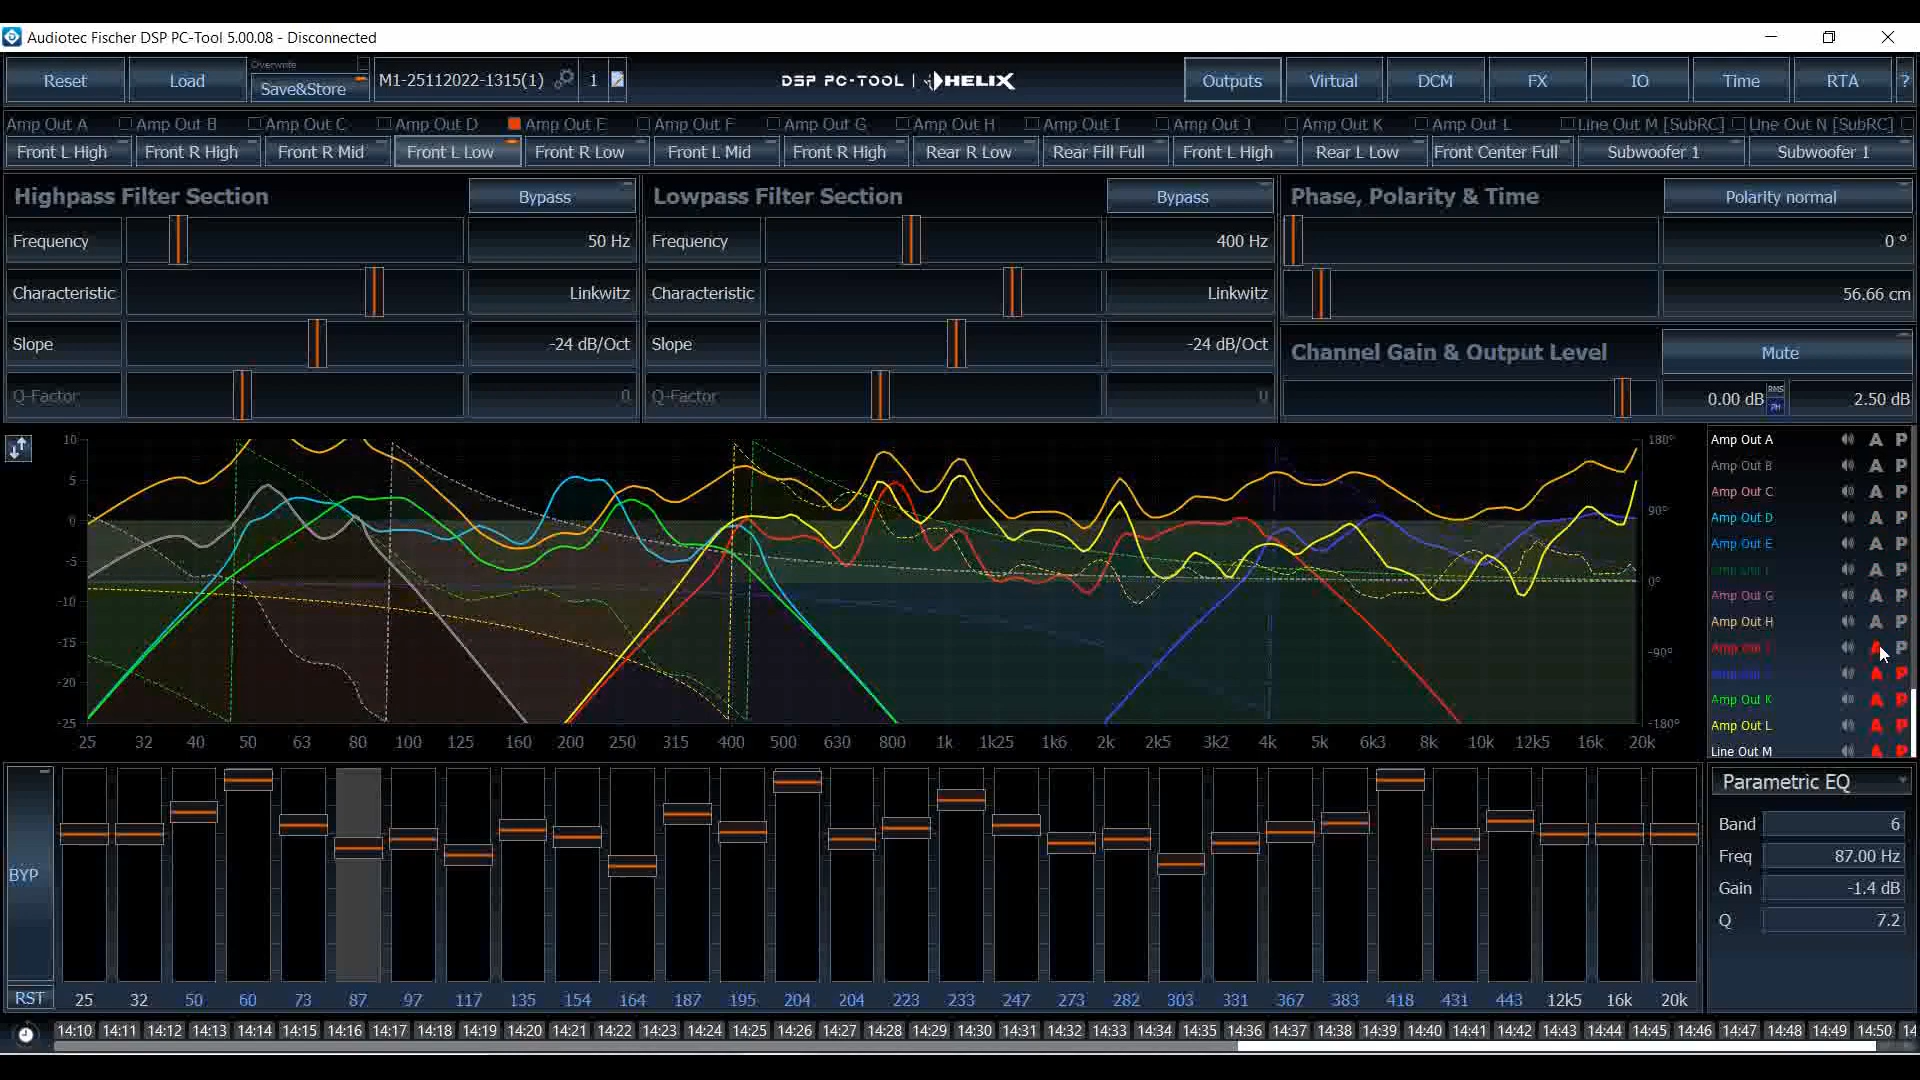 Audiotec Fischer DSP PC-Tool 5.00.08 - Disconnected
Reset Load Overwrite Save&Store M1-25112022-1315(1) 1 DSP PC-TOOL | HELIX Outputs Virtual DCM FX IO Time RTA ?
Amp Out A Amp Out B Amp Out C Amp Out D Amp Out E Amp Out F Amp Out G Amp Out H Amp Out I Amp Out J Amp Out K Amp Out L Line Out M [SubRC] Line Out N [SubRC]
Front L High Front R High Front R Mid Front L Low Front R Low Front L Mid Front R High Rear R Low Rear Fill Full Front L High Rear L Low Front Center Full Subwoofer 1 Subwoofer 1
Highpass Filter Section Bypass Lowpass Filter Section Bypass Phase, Polarity & Time Polarity normal
Frequency 50 Hz Frequency 400 Hz 0 °
Characteristic Linkwitz Characteristic Linkwitz 56.66 cm
Slope -24 dB/Oct Slope -24 dB/Oct Channel Gain & Output Level Mute
Q-Factor 0 Q-Factor 0 0.00 dB RMS PH 2.50 dB
10 180°
5
0 90°
-5
-10 0°
-15
-20 -90°
-25 -180°
25 32 40 50 63 80 100 125 160 200 250 315 400 500 630 800 1k 1k25 1k6 2k 2k5 3k2 4k 5k 6k3 8k 10k 12k5 16k 20k
Amp Out A A P
Amp Out B A P
Amp Out C A P
Amp Out D A P
Amp Out E A P
A P
Amp Out G A P
Amp Out H A P
Amp Out I A P
A P
Amp Out K A P
Amp Out L A P
Line Out M A P
Parametric EQ
Band 6
Freq 87.00 Hz
Gain -1.4 dB
Q 7.2
BYP
RST 25 32 50 60 73 87 97 117 135 154 164 187 195 204 204 223 233 247 273 282 303 331 367 383 418 431 443 12k5 16k 20k
14:10 14:11 14:12 14:13 14:14 14:15 14:16 14:17 14:18 14:19 14:20 14:21 14:22 14:23 14:24 14:25 14:26 14:27 14:28 14:29 14:30 14:31 14:32 14:33 14:34 14:35 14:36 14:37 14:38 14:39 14:40 14:41 14:42 14:43 14:44 14:45 14:46 14:47 14:48 14:49 14:50 14